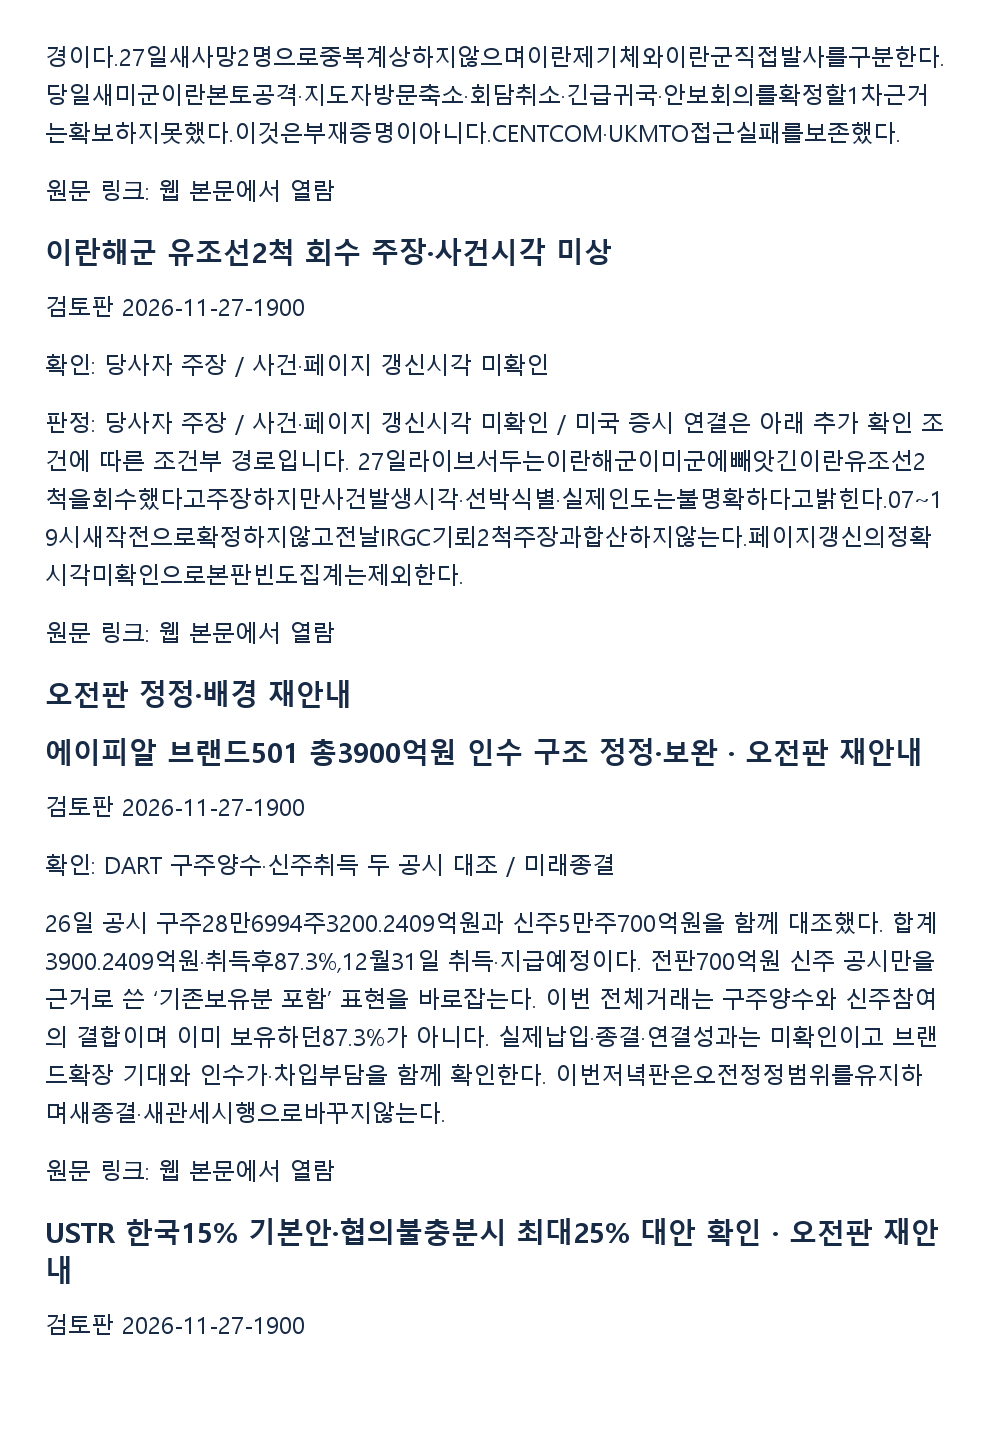 경이다.27일새사망2명으로중복계상하지않으며이란제기체와이란군직접발사를구분한다.
당일새미군이란본토공격·지도자방문축소·회담취소·긴급귀국·안보회의를확정할1차근거
는확보하지못했다.이것은부재증명이아니다.CENTCOM·UKMTO접근실패를보존했다.
원문 링크: 웹 본문에서 열람
이란해군 유조선2척 회수 주장·사건시각 미상
검토판 2026-11-27-1900
확인: 당사자 주장 / 사건·페이지 갱신시각 미확인
판정: 당사자 주장 / 사건·페이지 갱신시각 미확인 / 미국 증시 연결은 아래 추가 확인 조
건에 따른 조건부 경로입니다. 27일라이브서두는이란해군이미군에빼앗긴이란유조선2
척을회수했다고주장하지만사건발생시각·선박식별·실제인도는불명확하다고밝힌다.07~1
9시새작전으로확정하지않고전날IRGC기뢰2척주장과합산하지않는다.페이지갱신의정확
시각미확인으로본판빈도집계는제외한다.
원문 링크: 웹 본문에서 열람
오전판 정정·배경 재안내
에이피알 브랜드501 총3900억원 인수 구조 정정·보완 · 오전판 재안내
검토판 2026-11-27-1900
확인: DART 구주양수·신주취득 두 공시 대조 / 미래종결
26일 공시 구주28만6994주3200.2409억원과 신주5만주700억원을 함께 대조했다. 합계
3900.2409억원·취득후87.3%,12월31일 취득·지급예정이다. 전판700억원 신주 공시만을
근거로 쓴 ‘기존보유분 포함’ 표현을 바로잡는다. 이번 전체거래는 구주양수와 신주참여
의 결합이며 이미 보유하던87.3%가 아니다. 실제납입·종결·연결성과는 미확인이고 브랜
드확장 기대와 인수가·차입부담을 함께 확인한다. 이번저녁판은오전정정범위를유지하
며새종결·새관세시행으로바꾸지않는다.
원문 링크: 웹 본문에서 열람
USTR 한국15% 기본안·협의불충분시 최대25% 대안 확인 · 오전판 재안
내
검토판 2026-11-27-1900